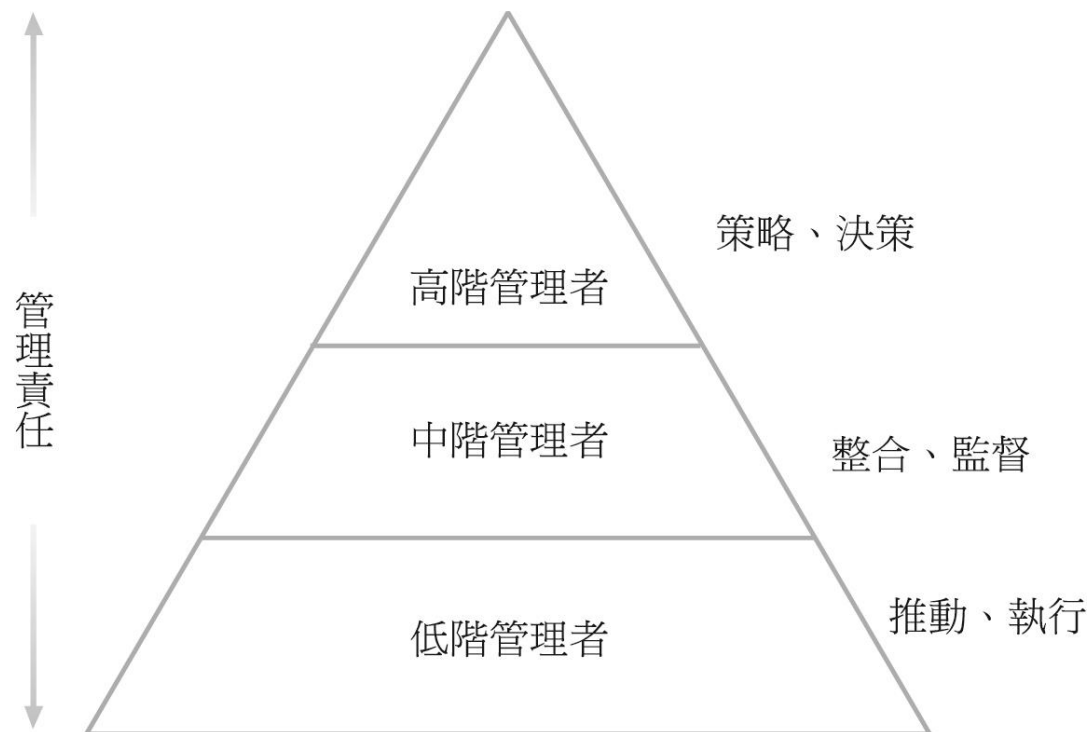 策略、決策
高階管理者
管理責任
中階管理者
整合、監督
推動、執行
低階管理者